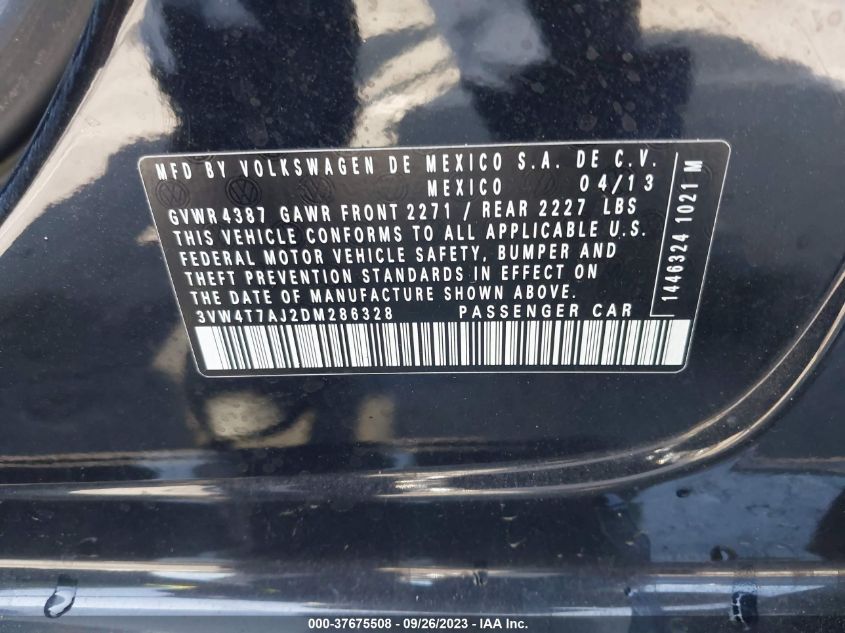 MFD BY VOLKSWAGEN DE MEXICO S.A. DE C.V.
MEXICO 04/13
GVWR 4387 GAWR FRONT 2271 / REAR 2227 LBS
THIS VEHICLE CONFORMS TO ALL APPLICABLE U.S.
FEDERAL MOTOR VEHICLE SAFETY, BUMPER AND
THEFT PREVENTION STANDARDS IN EFFECT ON
THE DATE OF MANUFACTURE SHOWN ABOVE.
3VW4T7AJ2DM286328 PASSENGER CAR
1446324 1021 M
000-37675508 - 09/26/2023 - IAA Inc.